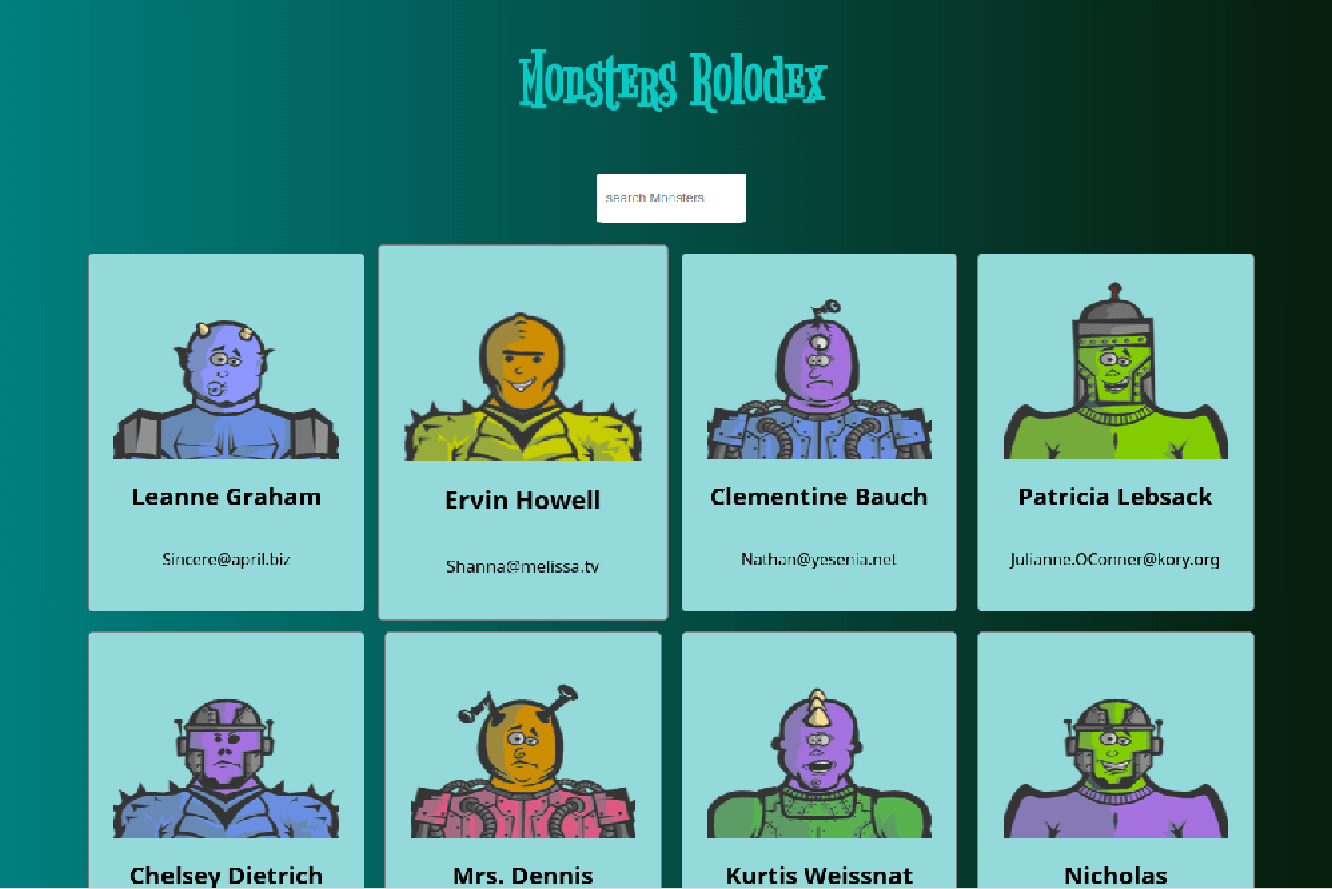 Monsters Rolodex
search Monsters
Leanne Graham
Sincere@april.biz
Ervin Howell
Shanna@melissa.tv
Clementine Bauch
Nathan@yesenia.net
Patricia Lebsack
Julianne.OConner@kory.org
Chelsey Dietrich
Mrs. Dennis
Kurtis Weissnat
Nicholas